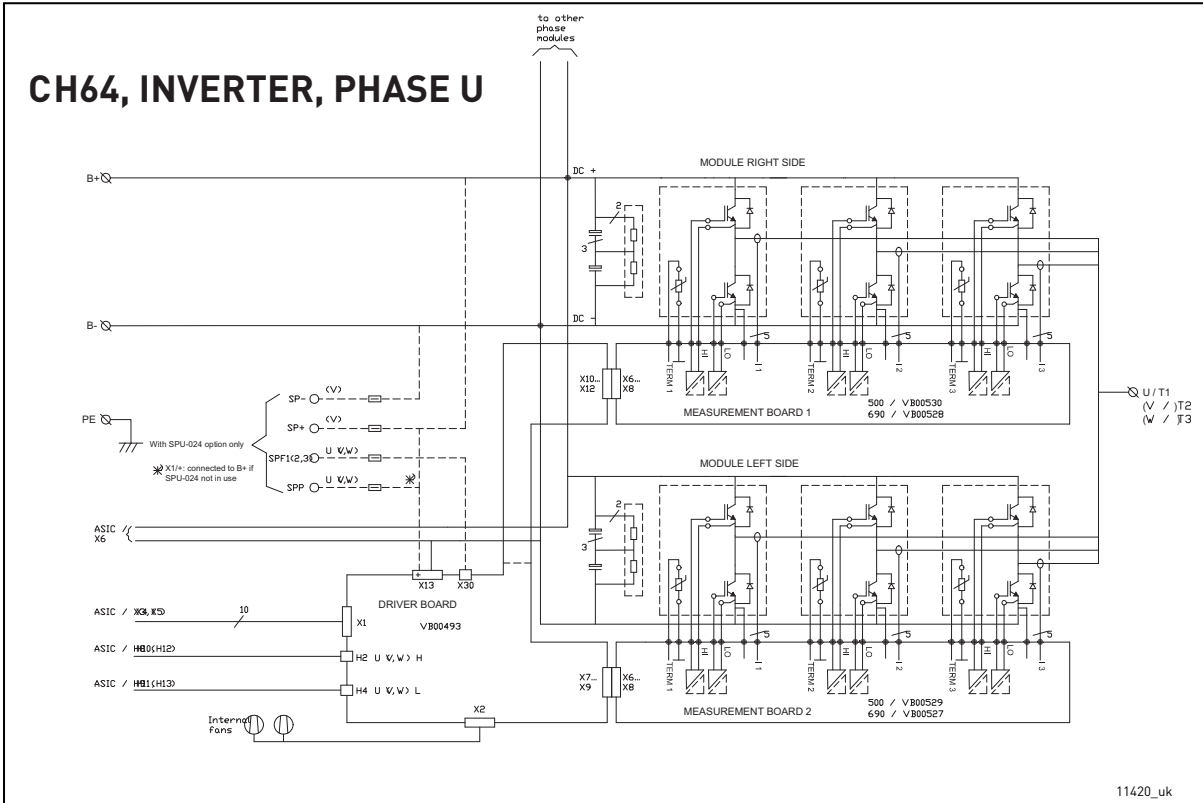 to other
phase
modules
CH64, INVERTER, PHASE U
MODULE RIGHT SIDE
B+
DC +
2
3
B-
DC -
5
5
5
TERM 1
HI
LO
I1
TERM 2
HI
LO
I2
TERM 3
HI
LO
I3
X10...
X12
X6...
X8
MEASUREMENT BOARD 1
500 / VB00530
690 / VB00528
U / T1
(V / )T2
(W / )T3
SP- (V)
PE
SP+ (V)
With SPU-024 option only
SPF1(2,3)
X1/+: connected to B+ if
SPU-024 not in use
SPP
MODULE LEFT SIDE
2
3
ASIC /
X6
X13
X30
DRIVER BOARD
VB00493
ASIC /
10
X1
ASIC / (H12)
H2 U H
ASIC / (H13)
H4 U L
5
5
5
TERM 1
HI
LO
I1
TERM 2
HI
LO
I2
TERM 3
HI
LO
I3
X7...
X9
X6...
X8
MEASUREMENT BOARD 2
500 / VB00529
690 / VB00527
Internal
fans
X2
11420_uk